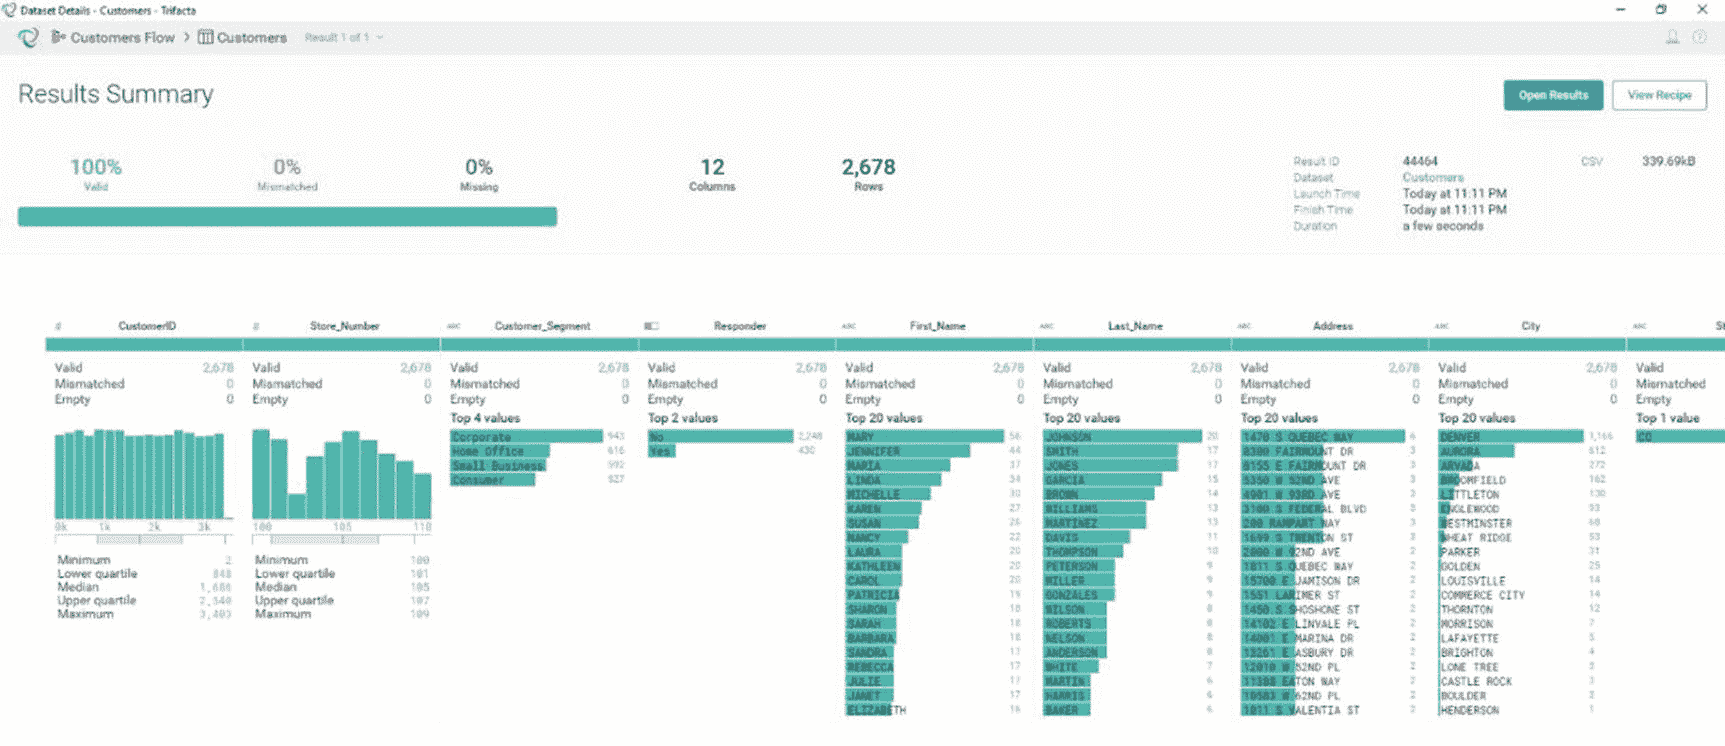 Dataset Details - Customers - Trifacta
Customers Flow > Customers Result 1 of 1
Results Summary
Open Results View Recipe
100% 0% 0% 12 2,678
Valid Mismatched Missing Columns Rows
Result ID 44464 CSV 339.69kB
Dataset Customers
Launch Time Today at 11:11 PM
Finish Time Today at 11:11 PM
Duration a few seconds
# CustomerID # Store_Number ABC Customer_Segment Responder ABC First_Name ABC Last_Name ABC Address ABC City ABC St
Valid 2,678 Valid 2,678 Valid 2,678 Valid 2,678 Valid 2,678 Valid 2,678 Valid 2,678 Valid 2,678 Valid
Mismatched 0 Mismatched 0 Mismatched 0 Mismatched 0 Mismatched 0 Mismatched 0 Mismatched 0 Mismatched 0 Mismatched
Empty 0 Empty 0 Empty 0 Empty 0 Empty 0 Empty 0 Empty 0 Empty 0 Empty
Top 4 values Top 2 values Top 20 values Top 20 values Top 20 values Top 20 values Top 1 value
Corporate 943 No 2,248 MARY 56 JOHNSON 20 1470 S QUEBEC WAY 6 DENVER 1,166 CO
Home Office 616 Yes 430 JENNIFER 44 SMITH 17 8300 FAIRMOUNT DR 3 AURORA 612
Small Business 592 MARIA 37 JONES 17 8155 E FAIRMOUNT DR 3 ARVADA 272
Consumer 527 LINDA 34 GARCIA 15 5350 W 52ND AVE 3 BROOMFIELD 162
MICHELLE 30 BROWN 14 4901 W 93RD AVE 3 LITTLETON 130
KAREN 27 WILLIAMS 13 3100 S FEDERAL BLVD 3 ENGLEWOOD 93
SUSAN 26 MARTINEZ 13 200 RAMPART WAY 3 WESTMINSTER 68
NANCY 22 DAVIS 11 1699 S TRENTON ST 3 WHEAT RIDGE 53
LAURA 20 THOMPSON 10 2000 W 92ND AVE 2 PARKER 31
KATHLEEN 20 PETERSON 9 1811 S QUEBEC WAY 2 GOLDEN 25
CAROL 20 MILLER 9 15700 E JAMISON DR 2 LOUISVILLE 14
PATRICIA 19 GONZALES 9 1551 LARIMER ST 2 COMMERCE CITY 14
SHARON 18 WILSON 8 1450 S SHOSHONE ST 2 THORNTON 12
SARAH 18 ROBERTS 8 14102 E LINVALE PL 2 MORRISON 7
BARBARA 18 NELSON 8 14001 E MARINA DR 2 LAFAYETTE 5
SANDRA ANDERSON 8 13261 E ASBURY DR 2 BRIGHTON 4
REBECCA 17 WHITE 7 12010 W 52ND PL 2 LONE TREE 3
JULIE 17 MARTIN 6 11388 EATON WAY 2 CASTLE ROCK 3
JANET 17 HARRIS 6 10503 W 62ND PL 2 BOULDER 2
ELIZABETH 16 BAKER 6 1011 S VALENTIA ST 2 HENDERSON 1
0k 1k 2k 3k 100 105 110
Minimum 2 Minimum 100
Lower quartile 848 Lower quartile 101
Median 1,686 Median 105
Upper quartile 2,540 Upper quartile 107
Maximum 3,403 Maximum 109